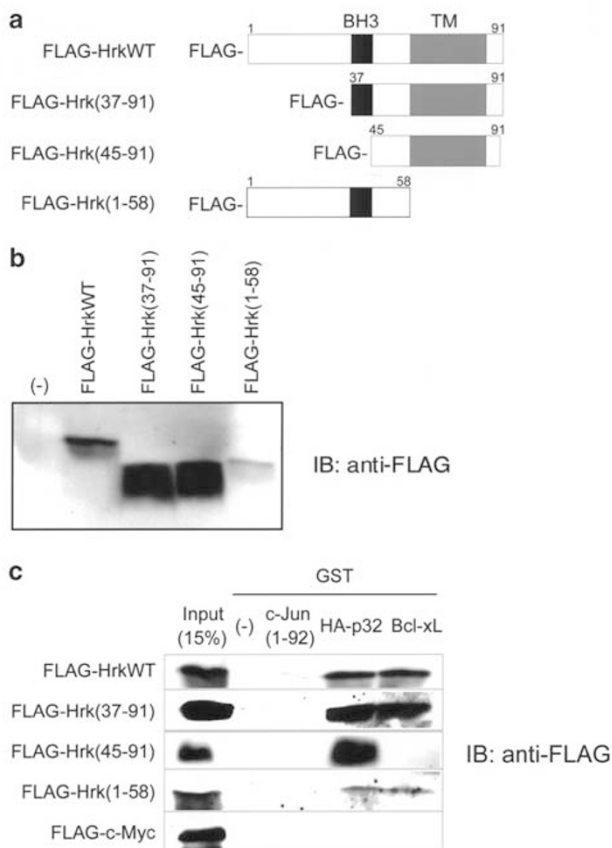 a
1 BH3 TM 91
FLAG-HrkWT FLAG-
37 91
FLAG-Hrk(37-91) FLAG-
45 91
FLAG-Hrk(45-91) FLAG-
1 58
FLAG-Hrk(1-58) FLAG-
b
(-) FLAG-HrkWT FLAG-Hrk(37-91) FLAG-Hrk(45-91) FLAG-Hrk(1-58)
IB: anti-FLAG
c
GST
Input (15%) (-) c-Jun (1-92) HA-p32 Bcl-xL
FLAG-HrkWT
FLAG-Hrk(37-91)
FLAG-Hrk(45-91) IB: anti-FLAG
FLAG-Hrk(1-58)
FLAG-c-Myc